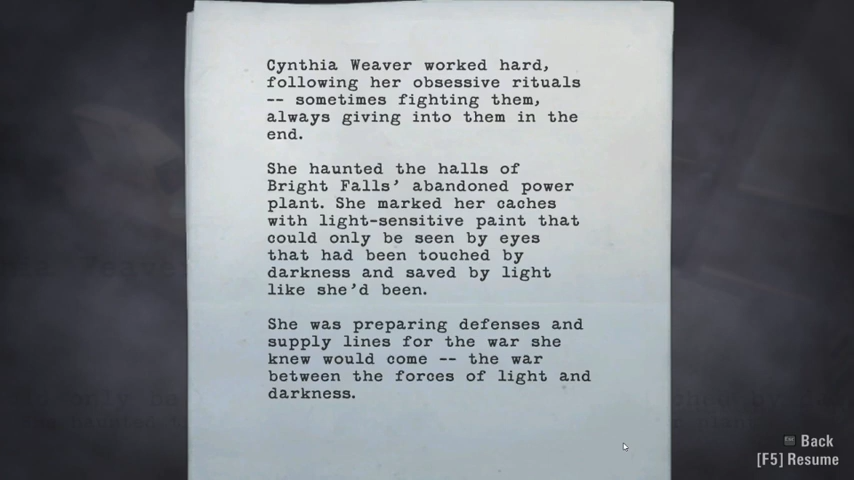 Cynthia Weaver worked hard,
following her obsessive rituals
-- sometimes fighting them,
always giving into them in the
end.
She haunted the halls of
Bright Falls' abandoned power
plant. She marked her caches
with light-sensitive paint that
could only be seen by eyes
that had been touched by
darkness and saved by light
like she'd been.
She was preparing defenses and
supply lines for the war she
knew would come -- the war
between the forces of light and
darkness.
Back
[F5] Resume